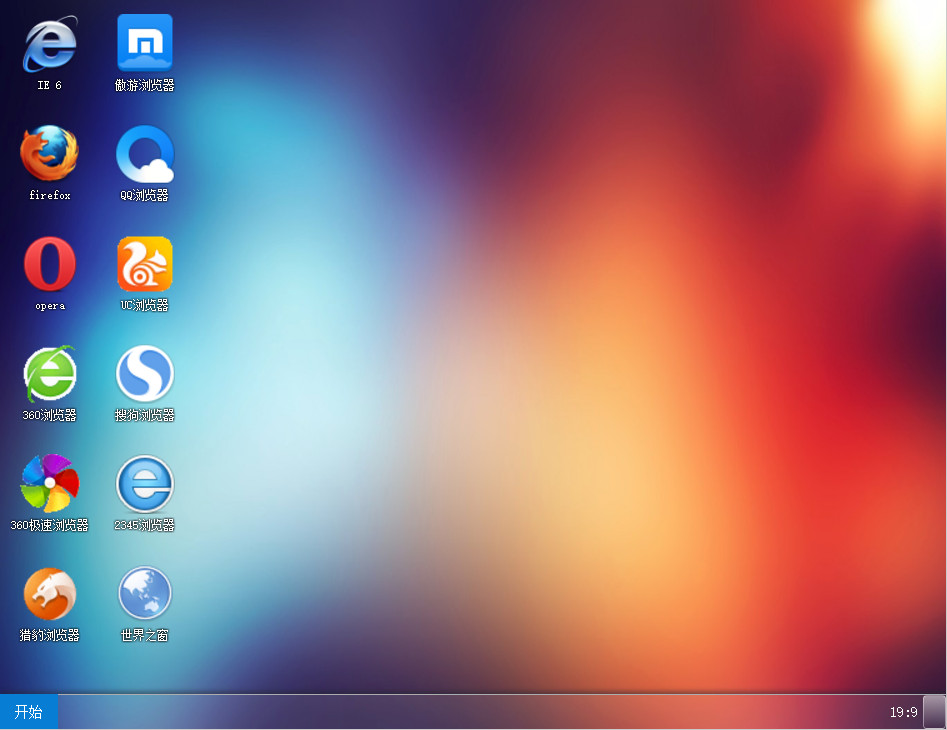 IE 6
傲游浏览器
firefox
QQ浏览器
opera
UC浏览器
360浏览器
搜狗浏览器
360极速浏览器
2345浏览器
猎豹浏览器
世界之窗
开始
19:9